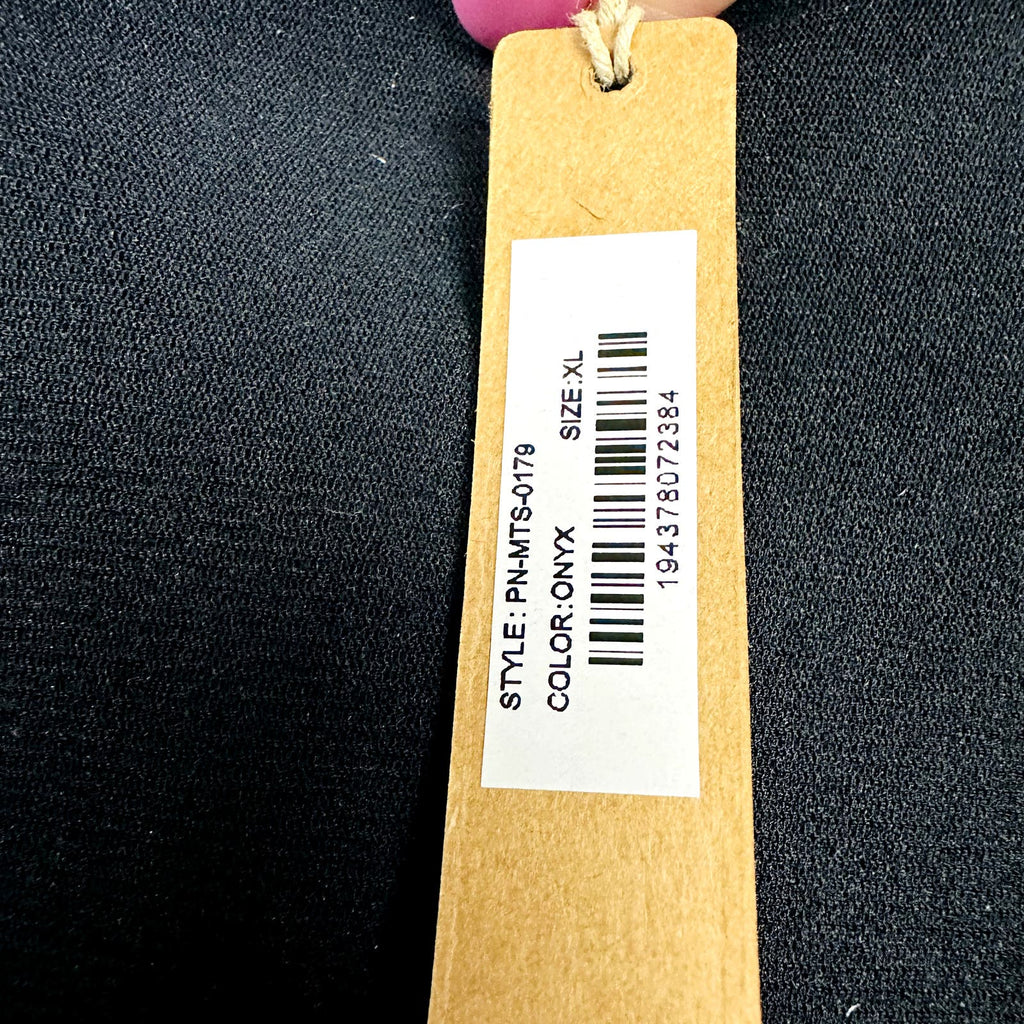 STYLE: PN-MTS-0179
COLOR:ONYX SIZE:XL
194378072384